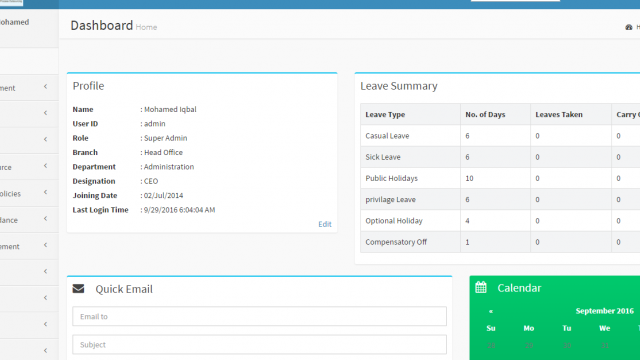 Mohamed
Dashboard Home
Profile
Name : Mohamed Iqbal
User ID : admin
Role : Super Admin
Branch : Head Office
Department : Administration
Designation : CEO
Joining Date : 02/Jul/2014
Last Login Time : 9/29/2016 6:04:04 AM
Edit
Leave Summary
Leave Type No. of Days Leaves Taken Carry
Casual Leave 6 0 0
Sick Leave 6 0 0
Public Holidays 10 0 0
privilage Leave 6 0 0
Optional Holiday 4 0 0
Compensatory Off 1 0 0
ment
rce
olicies
dance
ement
Quick Email
Email to
Subject
Calendar
« September 2016
Su Mo Tu We Th